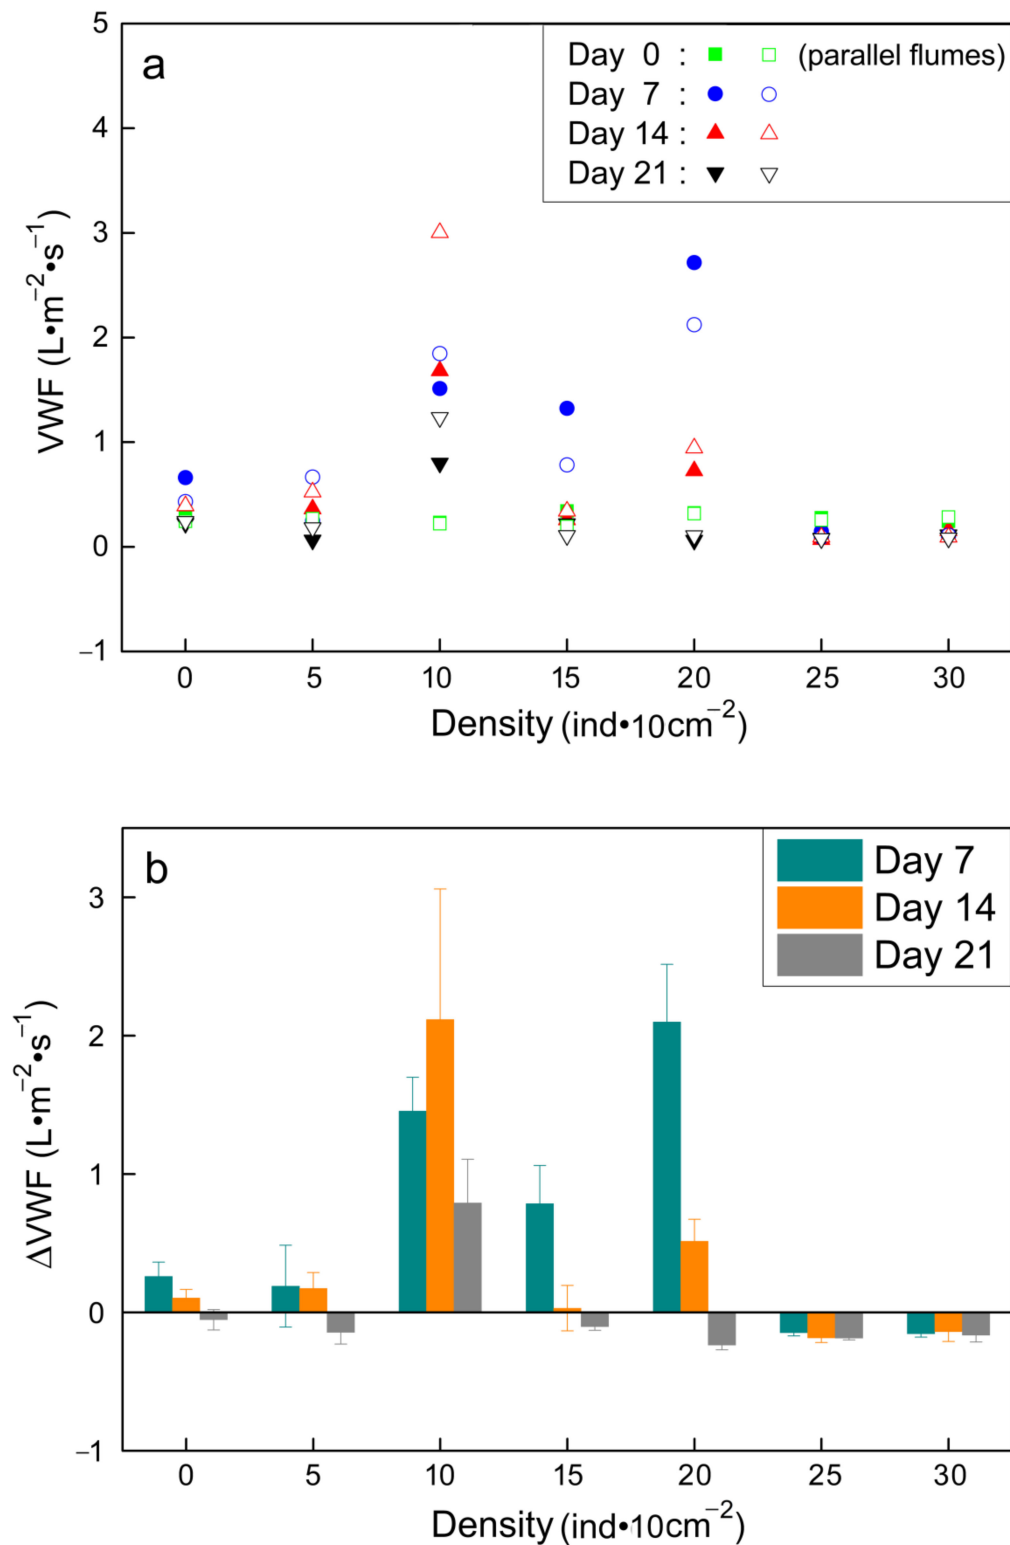 a
Day 0 : (parallel flumes)
Day 7 :
Day 14 :
Day 21 :
5
4
3
2
1
0
−1
VWF (L•m⁻²•s⁻¹)
0 5 10 15 20 25 30
Density (ind•10cm⁻²)
b
Day 7
Day 14
Day 21
3
2
1
0
−1
ΔVWF (L•m⁻²•s⁻¹)
0 5 10 15 20 25 30
Density (ind•10cm⁻²)